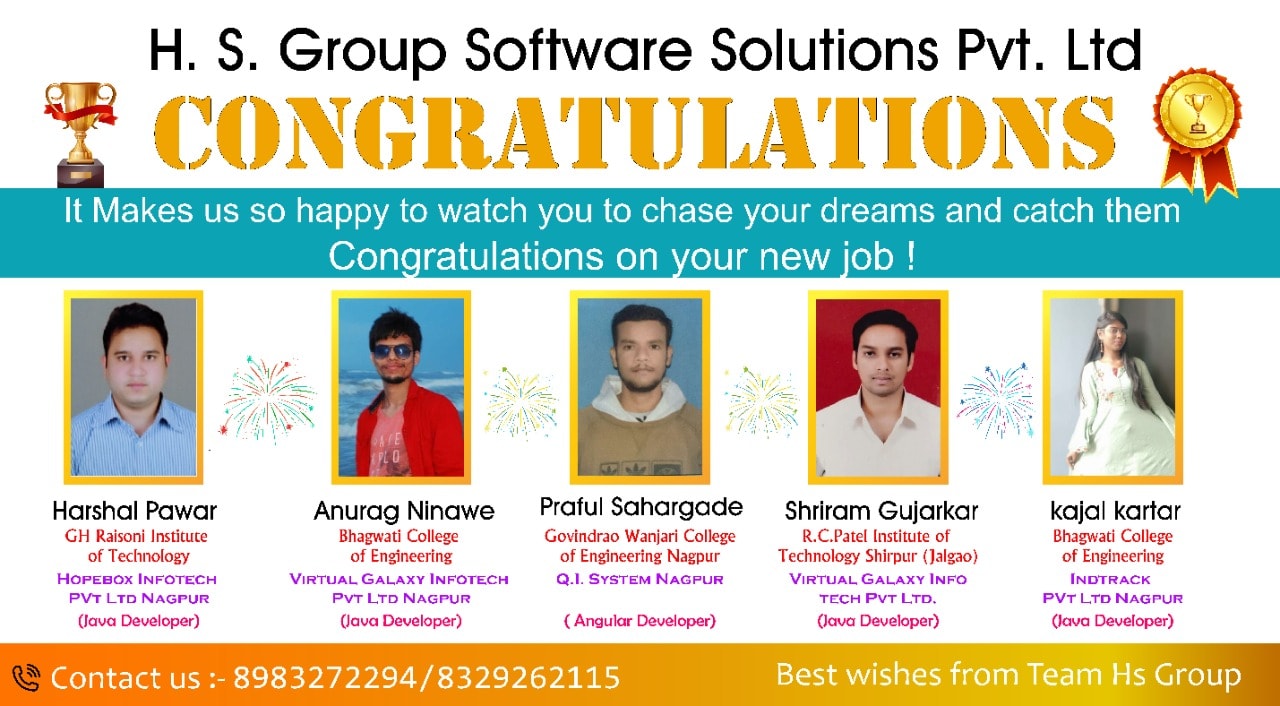 H. S. Group Software Solutions Pvt. Ltd
CONGRATULATIONS
It Makes us so happy to watch you to chase your dreams and catch them
Congratulations on your new job !
Harshal Pawar
GH Raisoni Institute
of Technology
HOPEBOX INFOTECH
PVT LTD NAGPUR
(Java Developer)
Anurag Ninawe
Bhagwati College
of Engineering
VIRTUAL GALAXY INFOTECH
PVT LTD NAGPUR
(Java Developer)
Praful Sahargade
Govindrao Wanjari College
of Engineering Nagpur
Q.I. SYSTEM NAGPUR
( Angular Developer)
Shriram Gujarkar
R.C.Patel Institute of
Technology Shirpur (Jalgao)
VIRTUAL GALAXY INFO
TECH PVT LTD.
(Java Developer)
kajal kartar
Bhagwati College
of Engineering
INDTRACK
PVT LTD NAGPUR
(Java Developer)
Contact us :- 8983272294/8329262115
Best wishes from Team Hs Group